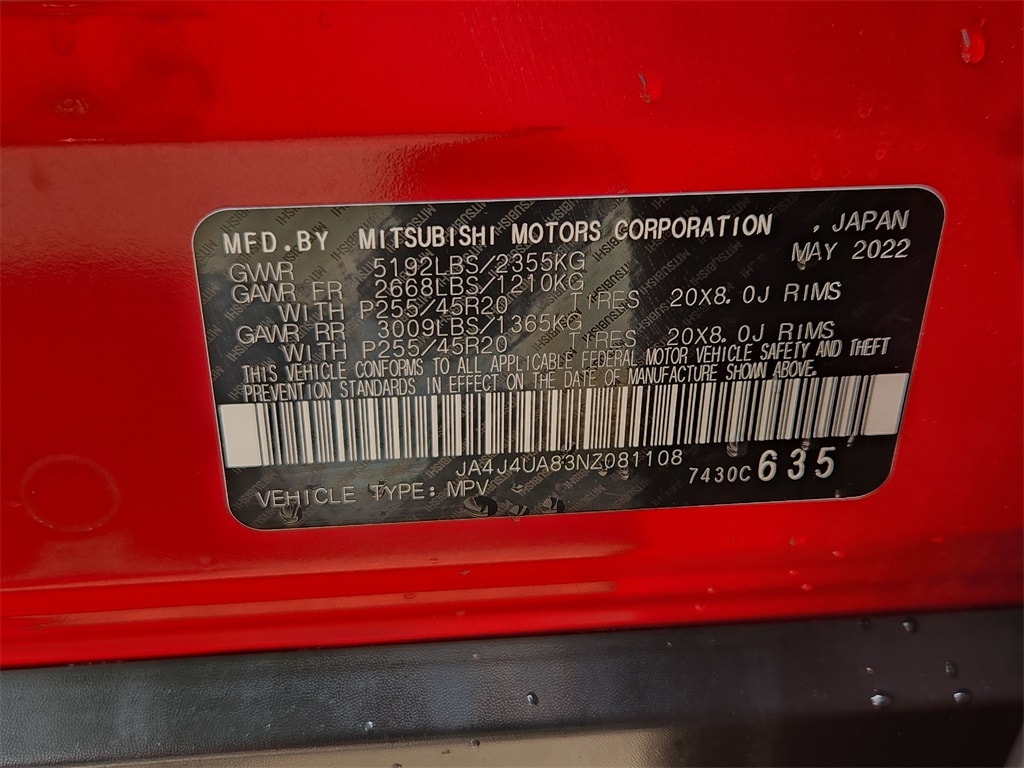 MFD.BY MITSUBISHI MOTORS CORPORATION , JAPAN
MAY 2022
GVWR 5192LBS/2355KG
GAWR FR 2668LBS/1210KG
WITH P255/45R20 TIRES 20X8.0J RIMS
GAWR RR 3009LBS/1365KG
WITH P255/45R20 TIRES 20X8.0J RIMS
THIS VEHICLE CONFORMS TO ALL APPLICABLE FEDERAL MOTOR VEHICLE SAFETY AND THEFT
PREVENTION STANDARDS IN EFFECT ON THE DATE OF MANUFACTURE SHOWN ABOVE.
JA4J4UA83NZ081108
VEHICLE TYPE: MPV 7430C635